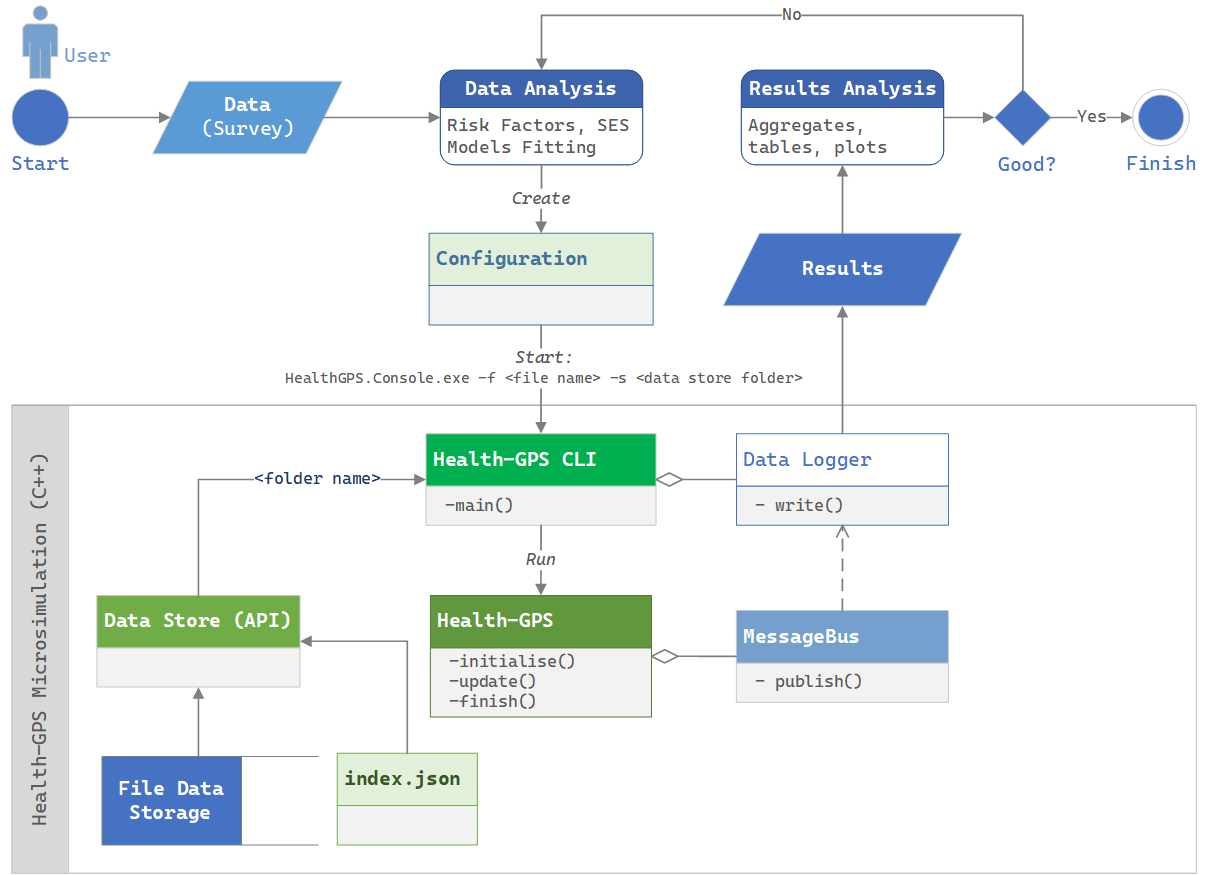 No
User
Start
Data
(Survey)
Data Analysis
Risk Factors, SES
Models Fitting
Results Analysis
Aggregates,
tables, plots
Good?
Yes
Finish
Create
Configuration
Results
Start:
HealthGPS.Console.exe -f <file name> -s <data store folder>
Health-GPS Microsimulation (C++)
<folder name>
Health-GPS CLI
-main()
Data Logger
- write()
Run
Data Store (API)
Health-GPS
-initialise()
-update()
-finish()
MessageBus
- publish()
File Data
Storage
index.json